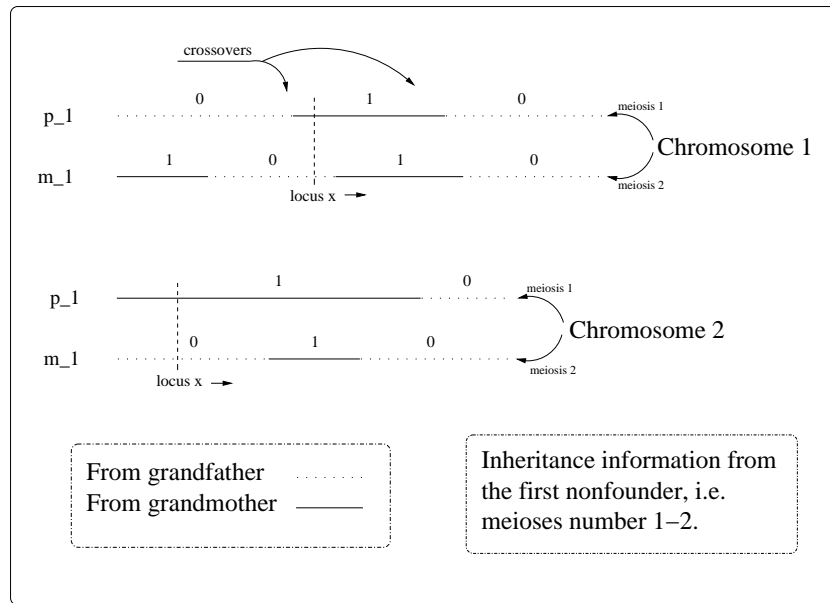 crossovers
0 1 0
p_1
meiosis 1
Chromosome 1
1 0 1 0
m_1
meiosis 2
locus x
1 0
p_1
meiosis 1
Chromosome 2
0 1 0
m_1
meiosis 2
locus x
From grandfather
From grandmother
Inheritance information from
the first nonfounder, i.e.
meioses number 1–2.